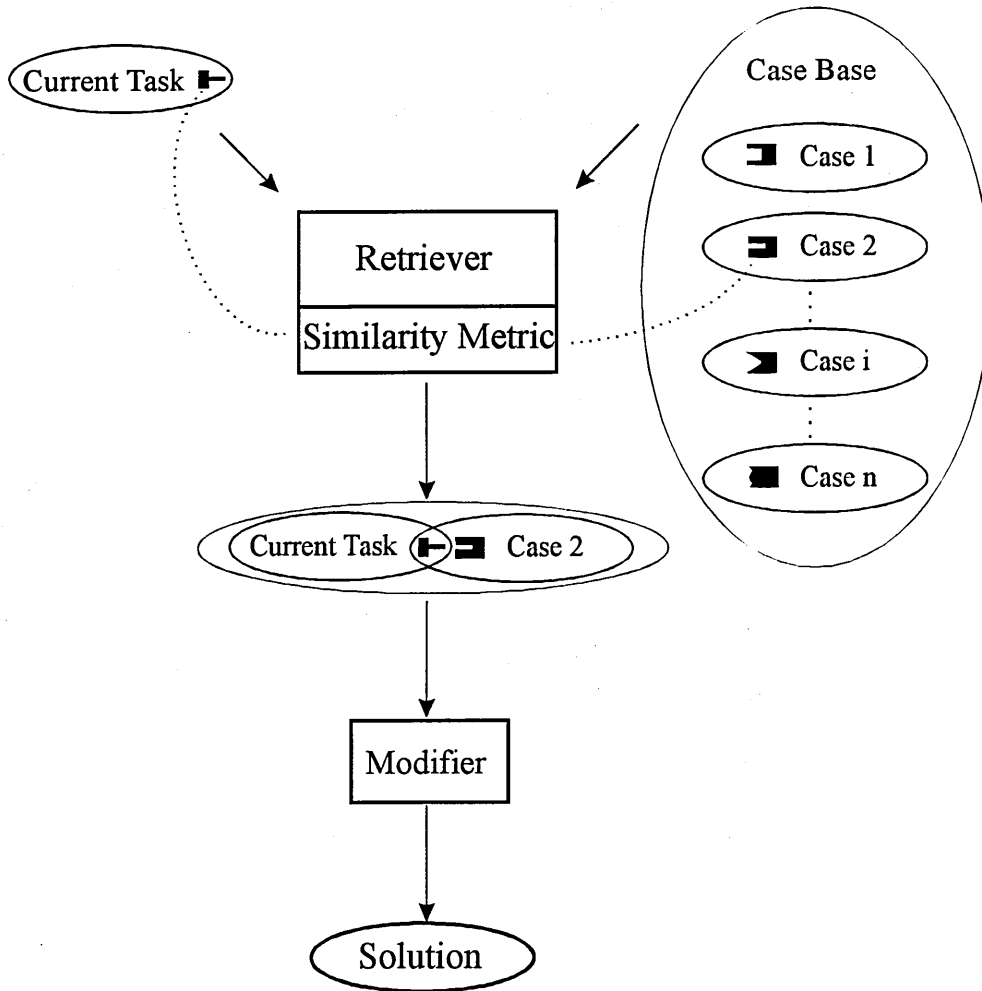 Current Task
Case Base
Case 1
Case 2
Case i
Case n
Retriever
Similarity Metric
Current Task
Case 2
Modifier
Solution